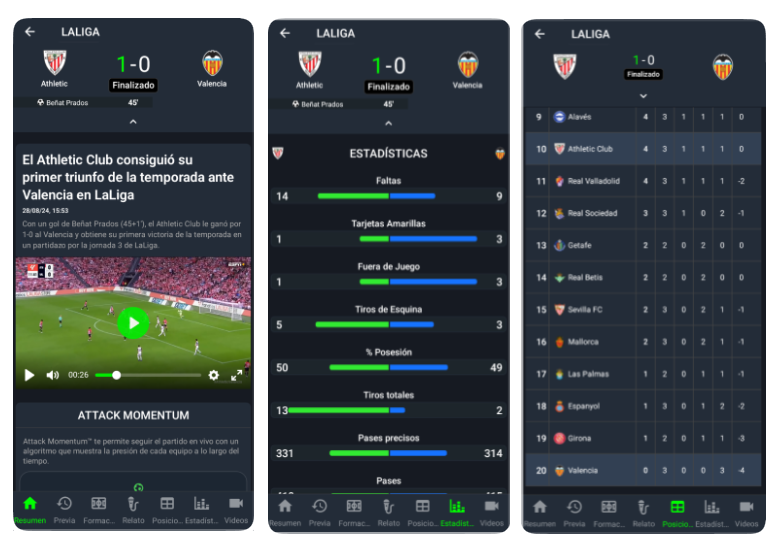 LALIGA
1-0
Athletic
Finalizado
Valencia
Beñat Prados 45'
El Athletic Club consiguió su
primer triunfo de la temporada ante
Valencia en LaLiga
28/08/24, 15:53
Con un gol de Beñat Prados (45+1'), el Athletic Club le ganó por
1-0 al Valencia y obtiene su primera victoria de la temporada en
un partidazo por la jornada 3 de LaLiga.
00:26
ATTACK MOMENTUM
Attack Momentum™ te permite seguir el partido en vivo con un
algoritmo que muestra la presión de cada equipo a lo largo del
tiempo.
Resumen Previa Formac... Relato Posicio... Estadíst... Videos
LALIGA
1-0
Athletic
Finalizado
Valencia
Beñat Prados 45'
ESTADÍSTICAS
Faltas
14 9
Tarjetas Amarillas
1 3
Fuera de Juego
1 3
Tiros de Esquina
5 3
% Posesión
50 49
Tiros totales
13 2
Pases precisos
331 314
Pases
Resumen Previa Formac... Relato Posicio... Estadíst... Videos
LALIGA
1-0
Finalizado
9 Alavés 4 3 1 1 1 0
10 Athletic Club 4 3 1 1 1 0
11 Real Valladolid 4 3 1 1 1 -2
12 Real Sociedad 3 3 1 0 2 -1
13 Getafe 2 2 0 2 0 0
14 Real Betis 2 2 0 2 0 0
15 Sevilla FC 2 3 0 2 1 -1
16 Mallorca 2 3 0 2 1 -1
17 Las Palmas 1 2 0 1 1 -1
18 Espanyol 1 3 0 1 2 -2
19 Girona 1 2 0 1 1 -3
20 Valencia 0 3 0 0 3 -4
Resumen Previa Formac... Relato Posicio... Estadíst... Videos